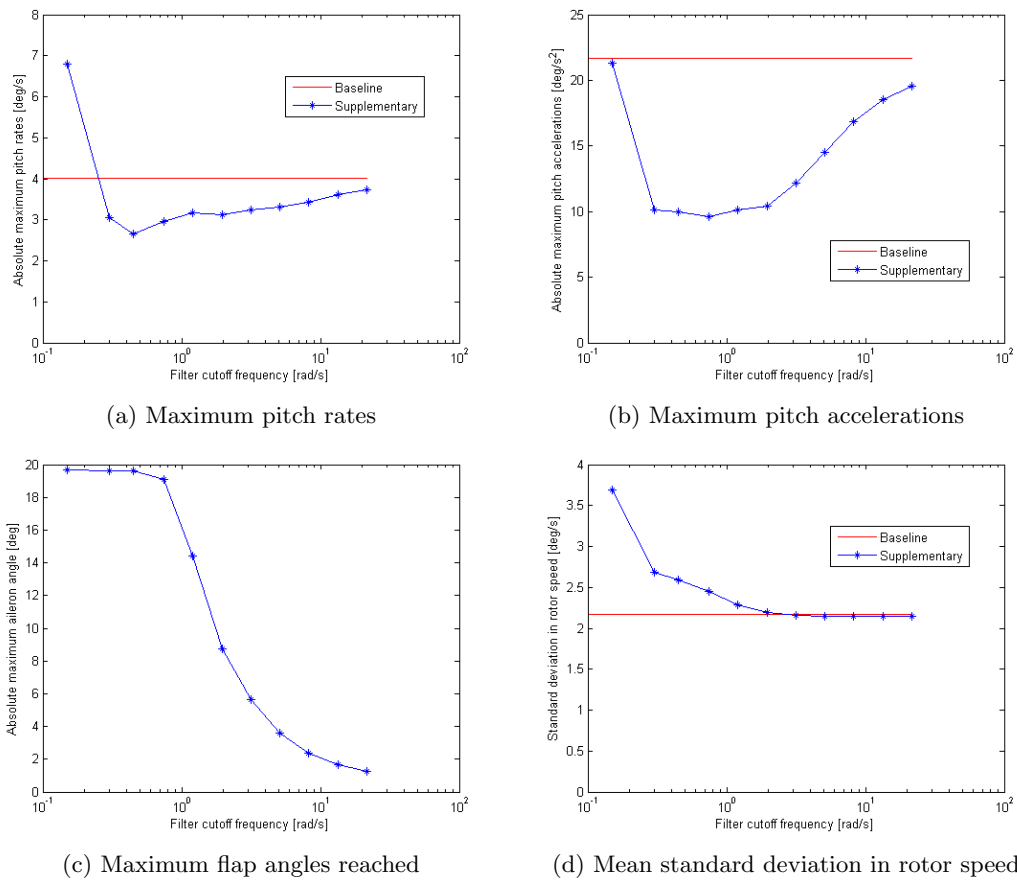 8
7
6
5
4
3
2
1
0
Absolute maximum pitch rates [deg/s]
Baseline
Supplementary
10^-1 10^0 10^1 10^2
Filter cutoff frequency [rad/s]
(a) Maximum pitch rates
25
20
15
10
5
0
Absolute maximum pitch accelerations [deg/s^2]
Baseline
Supplementary
10^-1 10^0 10^1 10^2
Filter cutoff frequency [rad/s]
(b) Maximum pitch accelerations
20
18
16
14
12
10
8
6
4
2
0
Absolute maximum aileron angle [deg]
10^-1 10^0 10^1 10^2
Filter cutoff frequency [rad/s]
(c) Maximum flap angles reached
4
3.5
3
2.5
2
1.5
1
0.5
0
Standard deviation in rotor speed [deg/s]
Baseline
Supplementary
10^-1 10^0 10^1 10^2
Filter cutoff frequency [rad/s]
(d) Mean standard deviation in rotor speed